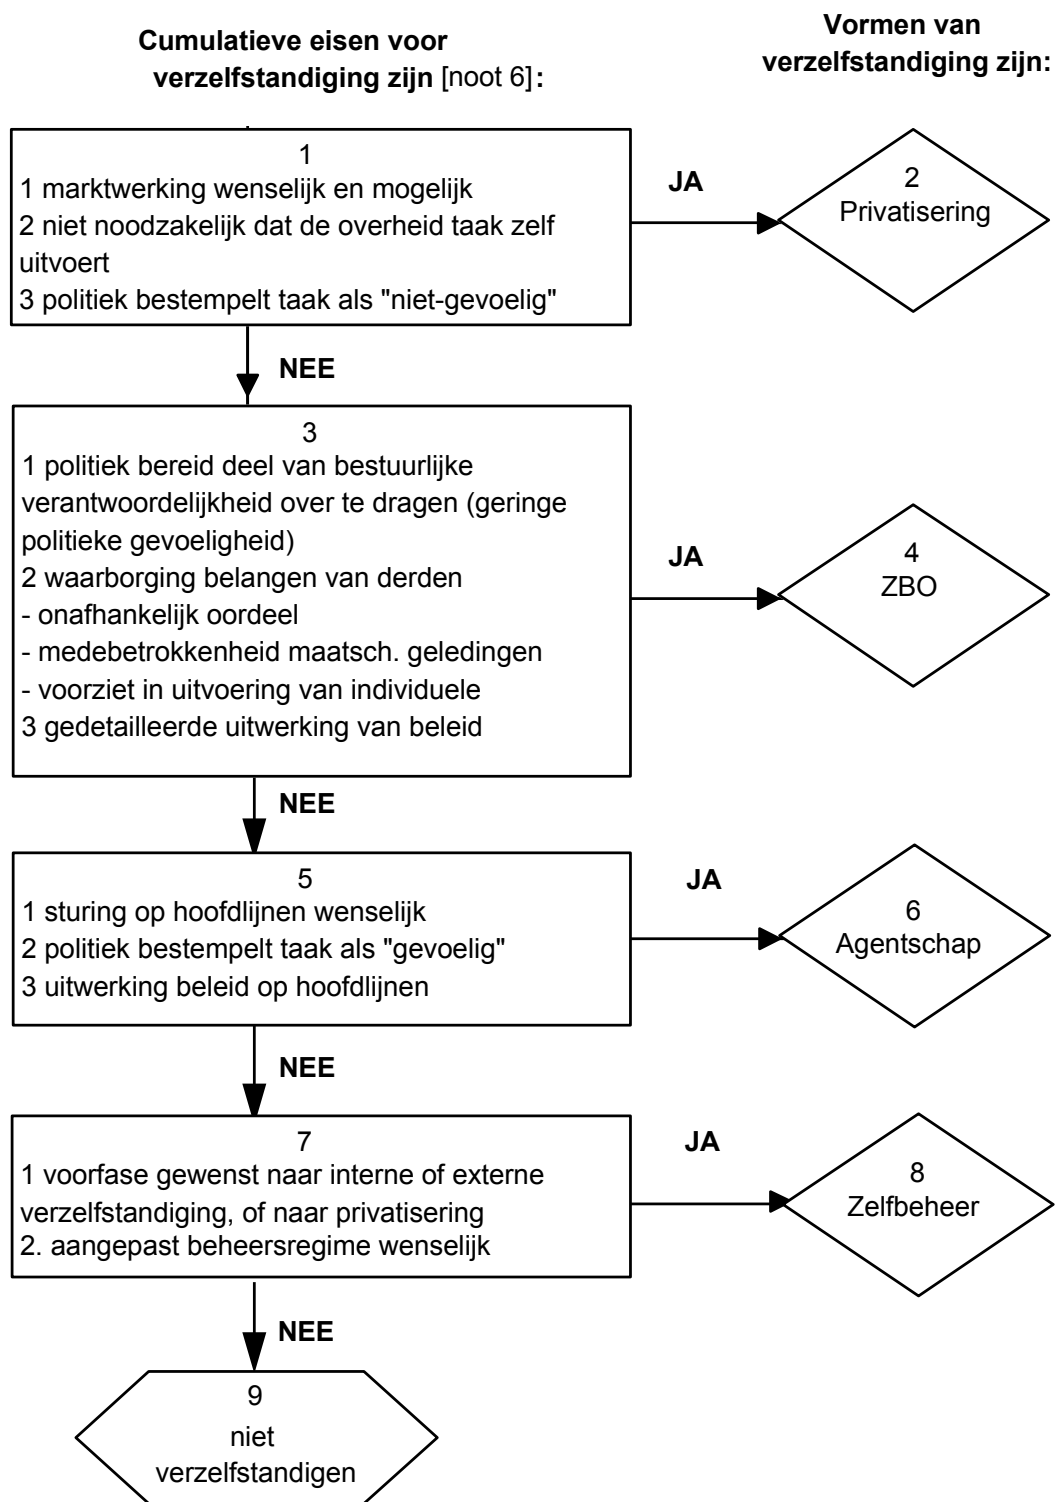 Cumulatieve eisen voor
verzelfstandiging zijn [noot 6]:
Vormen van
verzelfstandiging zijn:
1
1 marktwerking wenselijk en mogelijk
2 niet noodzakelijk dat de overheid taak zelf
uitvoert
3 politiek bestempelt taak als "niet-gevoelig"
JA
2
Privatisering
NEE
3
1 politiek bereid deel van bestuurlijke
verantwoordelijkheid over te dragen (geringe
politieke gevoeligheid)
2 waarborging belangen van derden
- onafhankelijk oordeel
- medebetrokkenheid maatsch. geledingen
- voorziet in uitvoering van individuele
3 gedetailleerde uitwerking van beleid
JA
4
ZBO
NEE
5
1 sturing op hoofdlijnen wenselijk
2 politiek bestempelt taak als "gevoelig"
3 uitwerking beleid op hoofdlijnen
JA
6
Agentschap
NEE
7
1 voorfase gewenst naar interne of externe
verzelfstandiging, of naar privatisering
2. aangepast beheersregime wenselijk
JA
8
Zelfbeheer
NEE
9
niet
verzelfstandigen